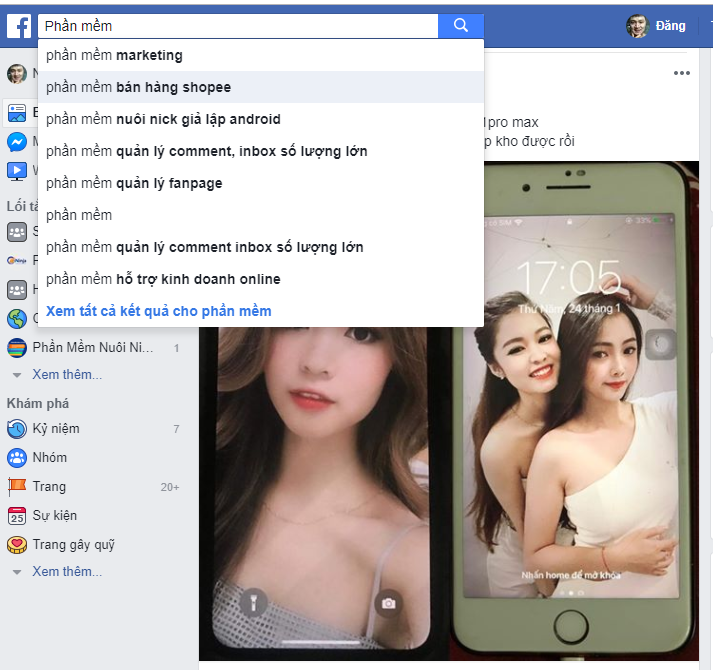 Phần mềm
Đăng
phần mềm marketing
phần mềm bán hàng shopee
phần mềm nuôi nick giả lập android
phần mềm quản lý comment, inbox số lượng lớn
phần mềm quản lý fanpage
phần mềm
phần mềm quản lý comment inbox số lượng lớn
phần mềm hỗ trợ kinh doanh online
Xem tất cả kết quả cho phần mềm
pro max
kho được rồi
Lối
Phần Mềm Nuôi Ni... 1
Xem thêm...
Khám phá
Kỷ niệm 7
Nhóm
Trang 20+
25 Sự kiện
Trang gây quỹ
Xem thêm...
33%
17:05
Thứ Năm, 24 tháng 1
Nhấn home để mở khóa